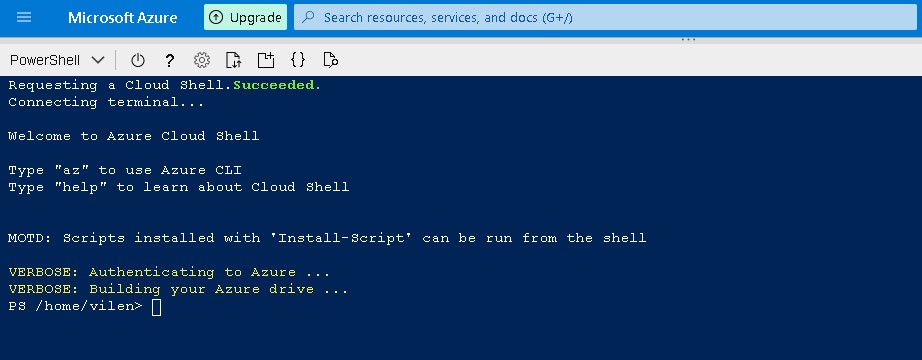 Microsoft Azure
Upgrade
Search resources, services, and docs (G+/)
PowerShell
Requesting a Cloud Shell.Succeeded.
Connecting terminal...
Welcome to Azure Cloud Shell
Type "az" to use Azure CLI
Type "help" to learn about Cloud Shell
MOTD: Scripts installed with 'Install-Script' can be run from the shell
VERBOSE: Authenticating to Azure ...
VERBOSE: Building your Azure drive ...
PS /home/vilen>